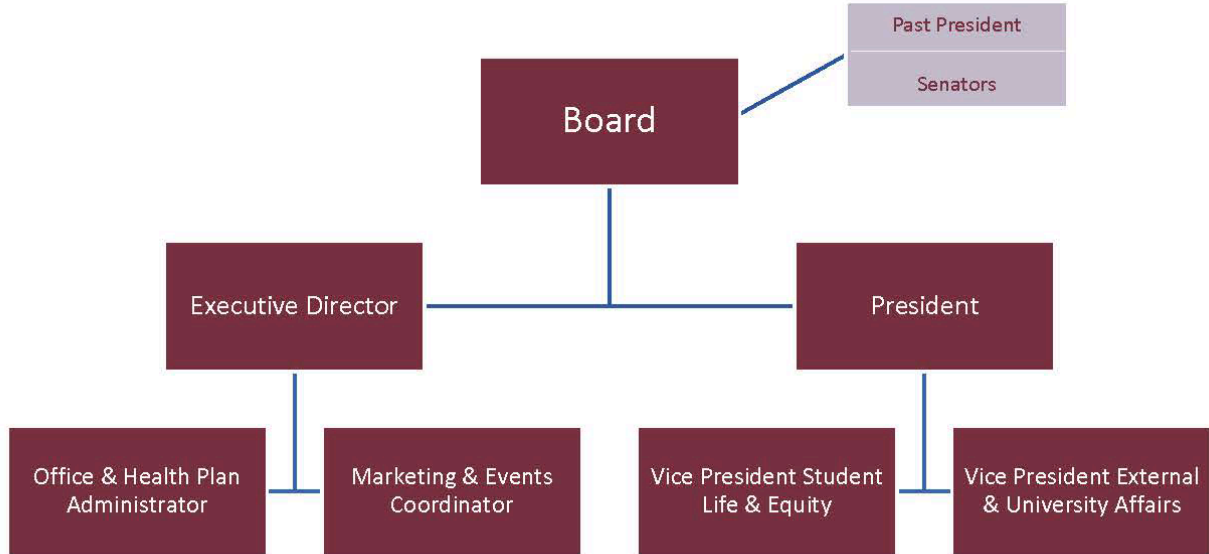 Past President
Senators
Board
Executive Director
President
Office & Health Plan
Administrator
Marketing & Events
Coordinator
Vice President Student
Life & Equity
Vice President External
& University Affairs